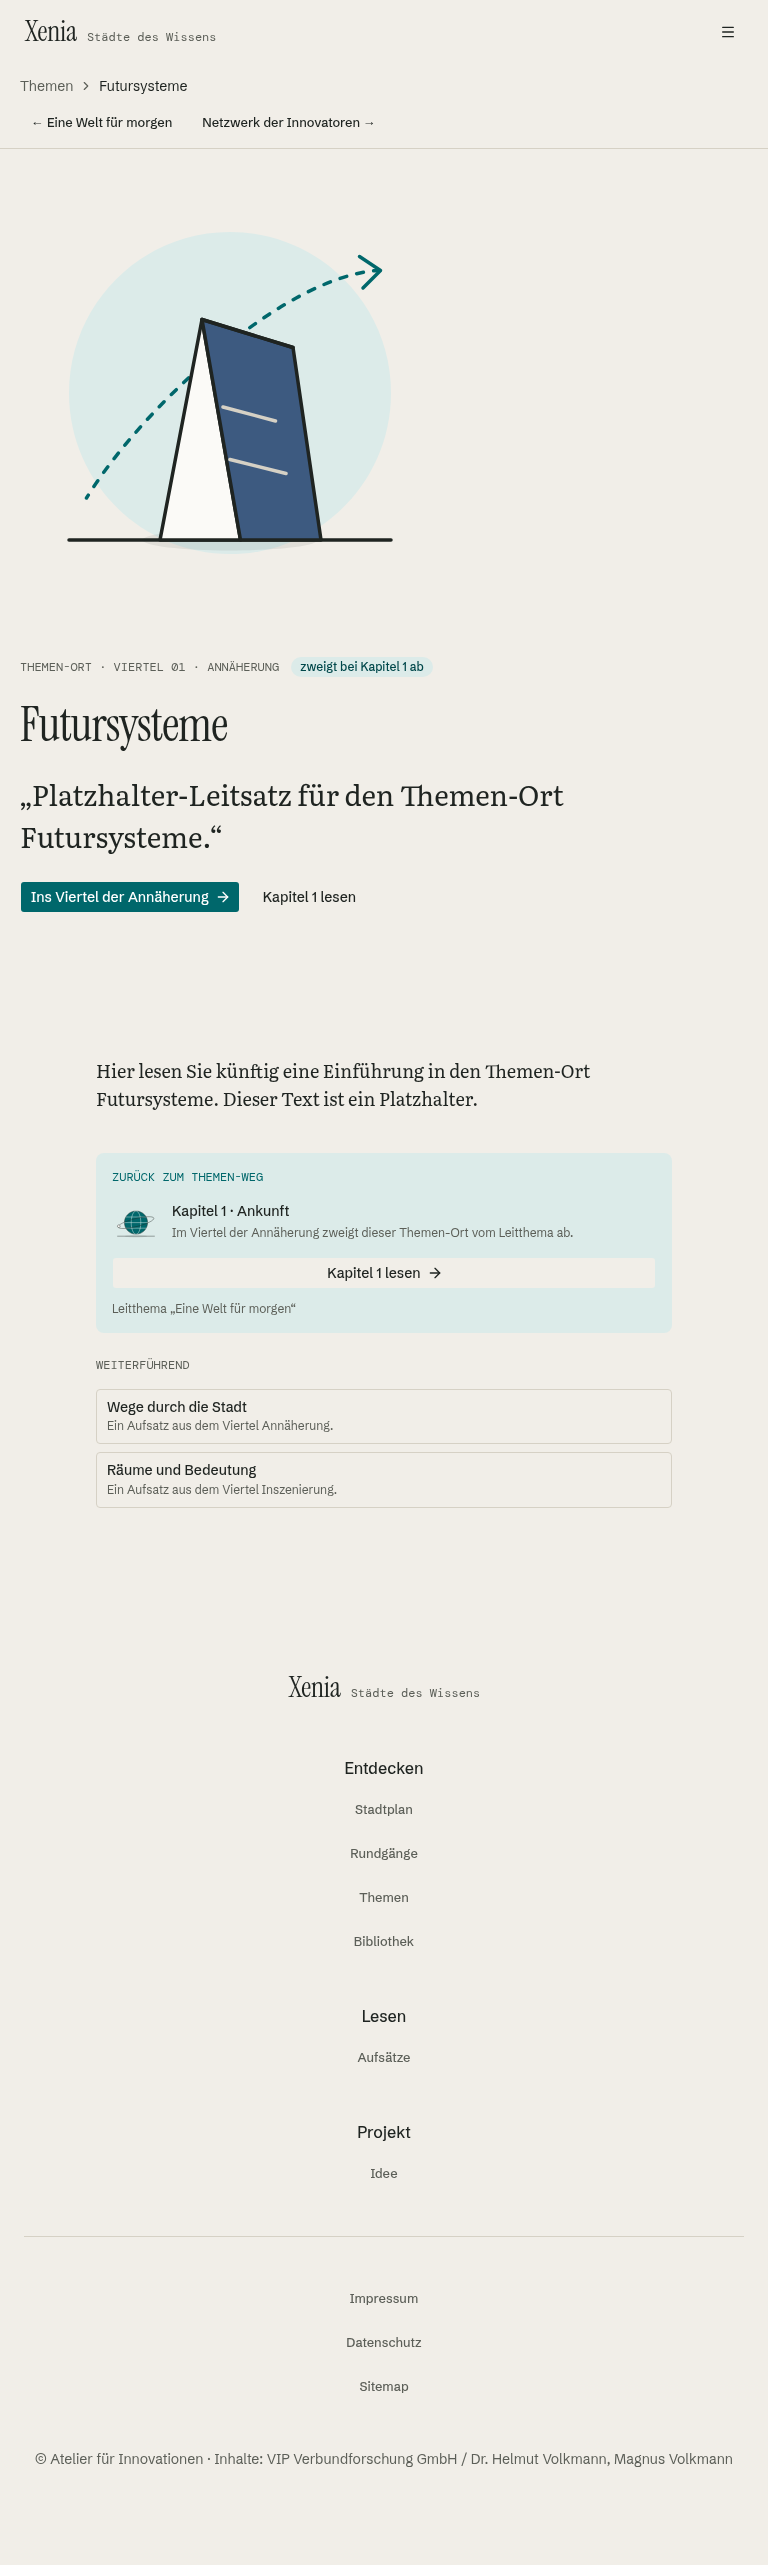 Xenia Städte des Wissens
Themen > Futursysteme
← Eine Welt für morgen Netzwerk der Innovatoren →
THEMEN-ORT · VIERTEL 01 · ANNÄHERUNG zweigt bei Kapitel 1 ab
Futursysteme
„Platzhalter-Leitsatz für den Themen-Ort
Futursysteme.“
Ins Viertel der Annäherung → Kapitel 1 lesen
Hier lesen Sie künftig eine Einführung in den Themen-Ort
Futursysteme. Dieser Text ist ein Platzhalter.
ZURÜCK ZUM THEMEN-WEG
Kapitel 1 · Ankunft
Im Viertel der Annäherung zweigt dieser Themen-Ort vom Leitthema ab.
Kapitel 1 lesen →
Leitthema „Eine Welt für morgen“
WEITERFÜHREND
Wege durch die Stadt
Ein Aufsatz aus dem Viertel Annäherung.
Räume und Bedeutung
Ein Aufsatz aus dem Viertel Inszenierung.
Xenia Städte des Wissens
Entdecken
Stadtplan
Rundgänge
Themen
Bibliothek
Lesen
Aufsätze
Projekt
Idee
Impressum
Datenschutz
Sitemap
© Atelier für Innovationen · Inhalte: VIP Verbundforschung GmbH / Dr. Helmut Volkmann, Magnus Volkmann